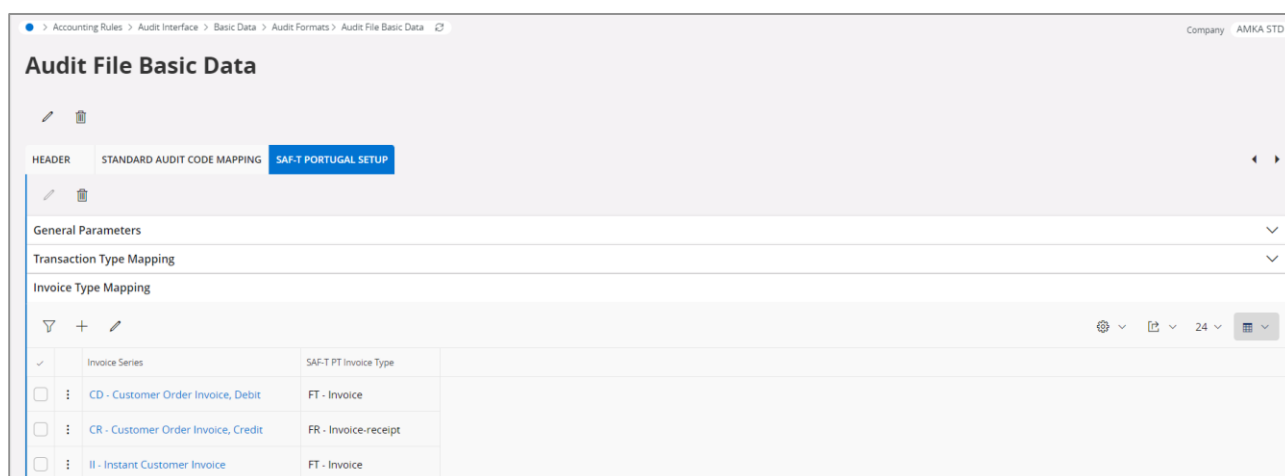 > Accounting Rules > Audit Interface > Basic Data > Audit Formats > Audit File Basic Data
Company AMKA STD
Audit File Basic Data
HEADER STANDARD AUDIT CODE MAPPING SAF-T PORTUGAL SETUP
General Parameters
Transaction Type Mapping
Invoice Type Mapping
24
Invoice Series SAF-T PT Invoice Type
CD - Customer Order Invoice, Debit FT - Invoice
CR - Customer Order Invoice, Credit FR - Invoice-receipt
II - Instant Customer Invoice FT - Invoice